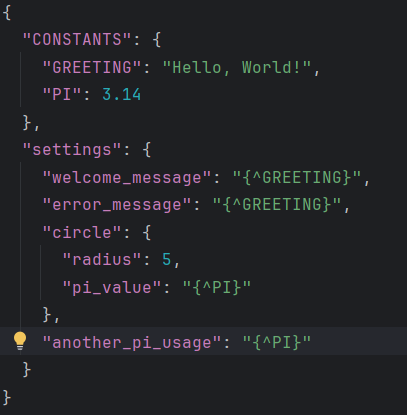 {
  "CONSTANTS": {
    "GREETING": "Hello, World!",
    "PI": 3.14
  },
  "settings": {
    "welcome_message": "{^GREETING}",
    "error_message": "{^GREETING}",
    "circle": {
      "radius": 5,
      "pi_value": "{^PI}"
    },
    "another_pi_usage": "{^PI}"
  }
}